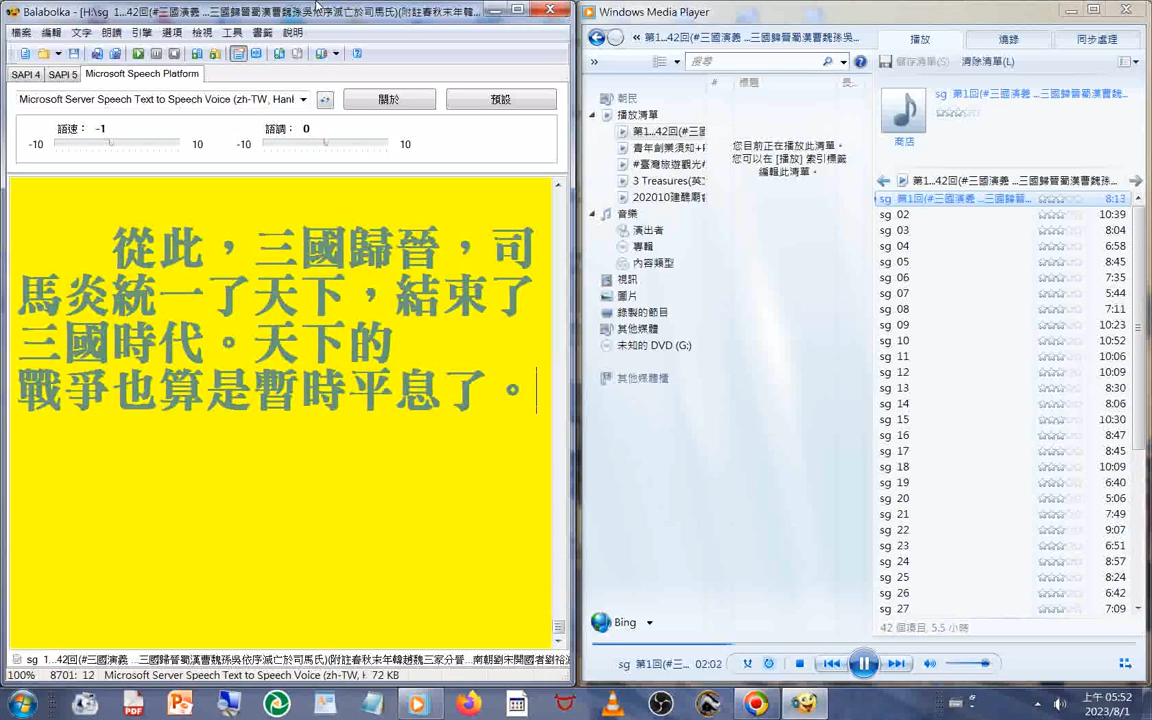 Balabolka - [H:\sg 1...42回(#三國演義 ...三國歸晉蜀漢曹魏孫吳依序滅亡於司馬氏)(附註春秋末年韓...
檔案 編輯 文字 朗讀 引擎 選項 檢視 工具 書籤 說明
SAPI 4 SAPI 5 Microsoft Speech Platform
Microsoft Server Speech Text to Speech Voice (zh-TW, Hanl
關於 預設
語速： -1 語調： 0
-10 10 -10 10
從此，三國歸晉，司
馬炎統一了天下，結束了
三國時代。天下的
戰爭也算是暫時平息了。
sg 1...42回(#三國演義 ...三國歸晉蜀漢曹魏孫吳依序滅亡於司馬氏)(附註春秋末年韓趙魏三家分晉 ...南朝劉宋開國者劉裕
100% 8701: 12 Microsoft Server Speech Text to Speech Voice (zh-TW, H 72 KB
Windows Media Player
« 第1...42回(#三國演義 ...三國歸晉蜀漢曹魏孫吳...
播放 燒錄 同步處理
» 搜尋
儲存清單(S) 清除清單(L)
# 標題 長...
朝民
播放清單
第1...42回(#三國
青年創業須知+F
#臺灣旅遊觀光#
3 Treasures(英文
202010建醮廟會
音樂
演出者
專輯
內容類型
視訊
圖片
錄製的節目
其他媒體
未知的 DVD (G:)
其他媒體櫃
您目前正在播放此清單。
您可以在 [播放] 索引標籤
編輯此清單。
sg 第1回(#三國演義 ...三國歸晉蜀漢曹魏...
商店
第1...42回(#三國演義 ...三國歸晉蜀漢曹魏孫...
sg 第1回(#三國演義 ...三國歸晉... 8:13
sg 02 10:39
sg 03 8:04
sg 04 6:58
sg 05 8:45
sg 06 7:35
sg 07 5:44
sg 08 7:11
sg 09 10:23
sg 10 10:52
sg 11 10:06
sg 12 10:09
sg 13 8:30
sg 14 8:06
sg 15 10:30
sg 16 8:47
sg 17 8:45
sg 18 10:09
sg 19 6:40
sg 20 5:06
sg 21 7:49
sg 22 9:07
sg 23 6:51
sg 24 8:57
sg 25 8:24
sg 26 6:42
sg 27 7:09
42 個項目, 5.5 小時
Bing
sg 第1回(#三... 02:02
上午 05:52
2023/8/1